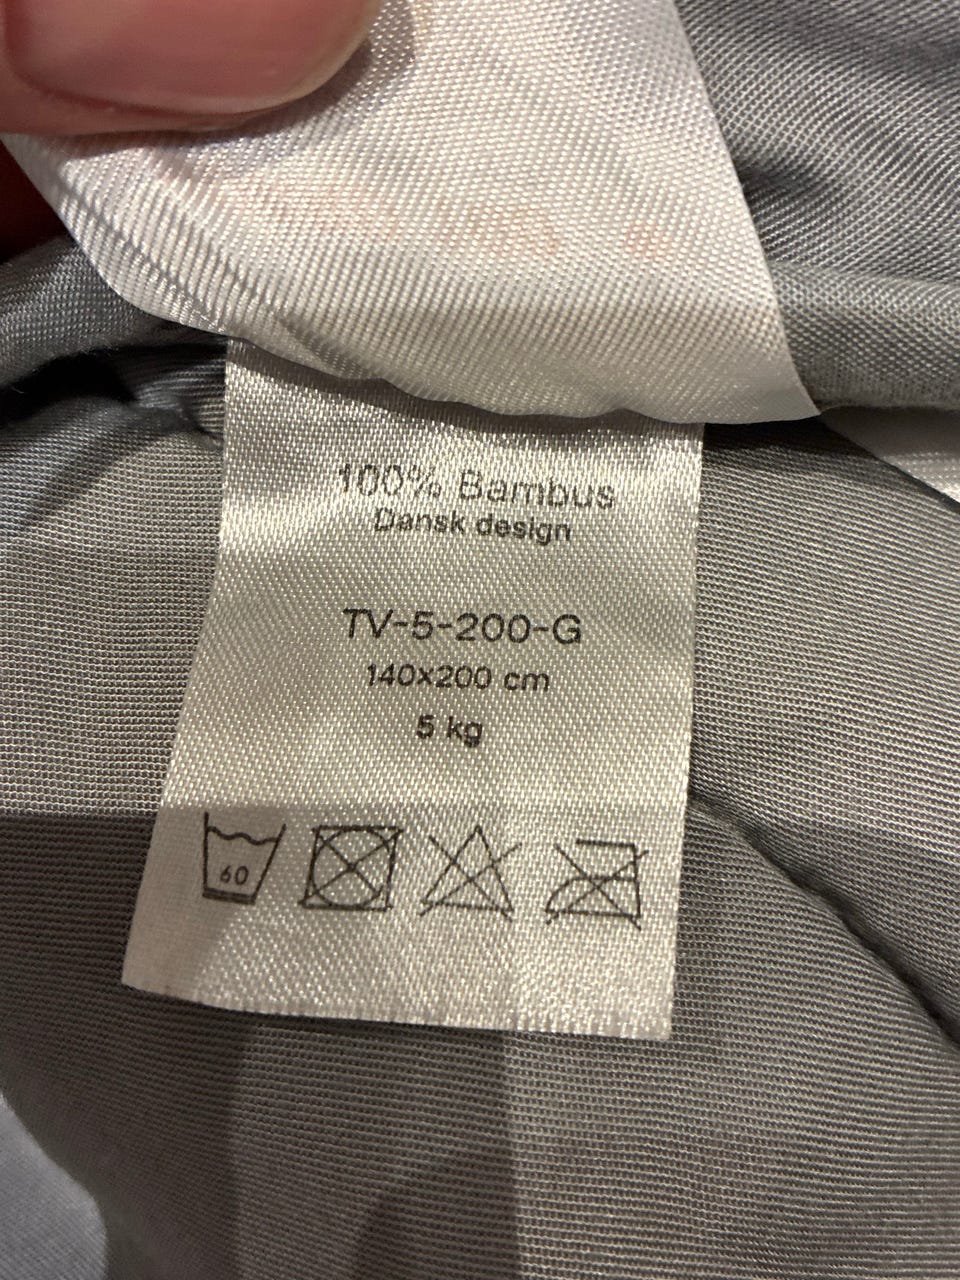 100% Bambus
Dansk design
TV-5-200-G
140x200 cm
5 kg
60